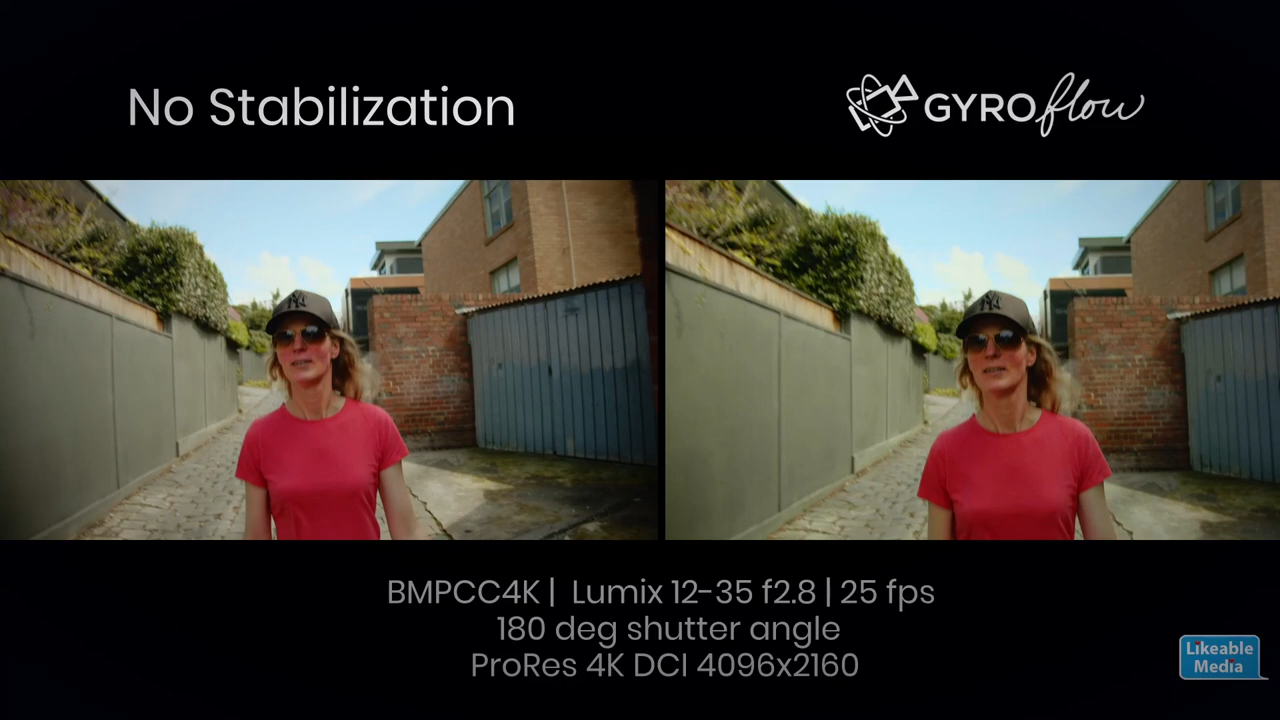 No Stabilization
GYROflow
BMPCC4K | Lumix 12-35 f2.8 | 25 fps
180 deg shutter angle
ProRes 4K DCI 4096x2160
Likeable
Media